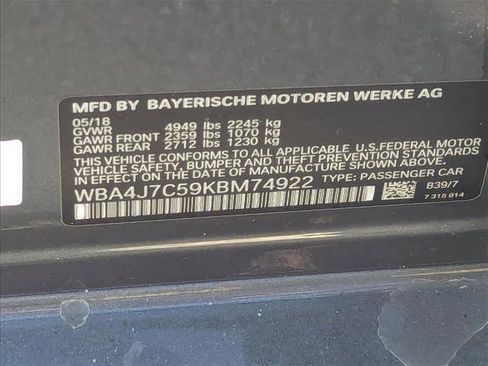 MFD BY BAYERISCHE MOTOREN WERKE AG
05/18
GVWR 4949 lbs 2245 kg
GAWR FRONT 2359 lbs 1070 kg
GAWR REAR 2712 lbs 1230 kg
THIS VEHICLE CONFORMS TO ALL APPLICABLE U.S.FEDERAL MOTOR
VEHICLE SAFETY, BUMPER, AND THEFT PREVENTION STANDARDS
IN EFFECT ON THE DATE OF MANUFACTURE SHOWN ABOVE.
WBA4J7C59KBM74922 TYPE: PASSENGER CAR
B39/7
7 315 014